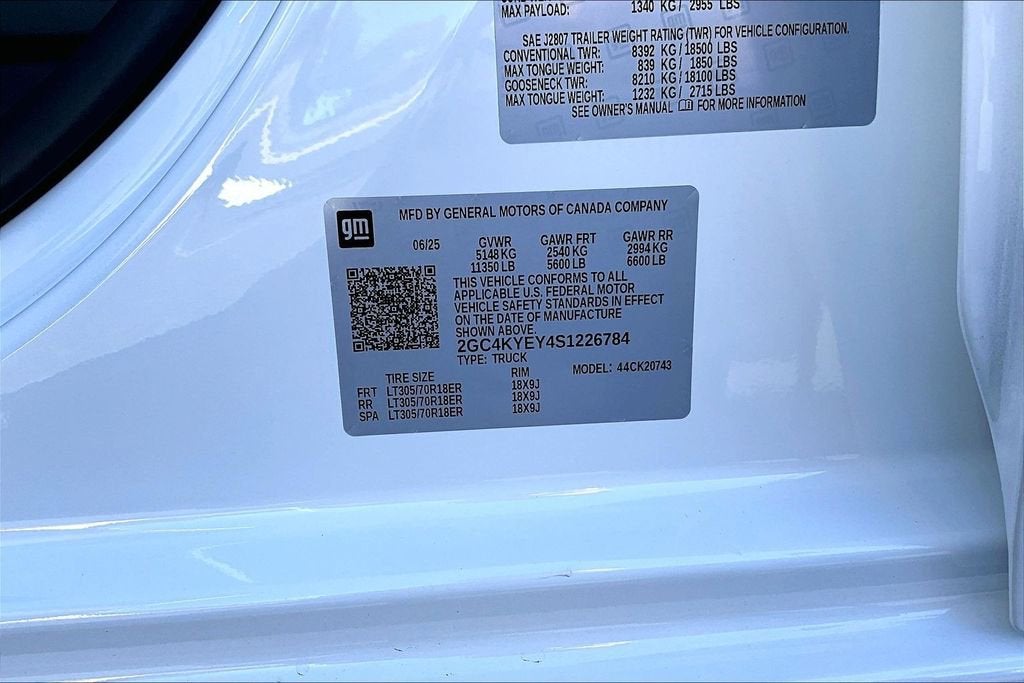 MAX PAYLOAD: 1340 KG / 2955 LBS
SAE J2807 TRAILER WEIGHT RATING (TWR) FOR VEHICLE CONFIGURATION.
CONVENTIONAL TWR: 8392 KG / 18500 LBS
MAX TONGUE WEIGHT: 839 KG / 1850 LBS
GOOSENECK TWR: 8210 KG / 18100 LBS
MAX TONGUE WEIGHT: 1232 KG / 2715 LBS
SEE OWNER'S MANUAL FOR MORE INFORMATION
gm
MFD BY GENERAL MOTORS OF CANADA COMPANY
06/25 GVWR GAWR FRT GAWR RR
5148 KG 2540 KG 2994 KG
11350 LB 5600 LB 6600 LB
THIS VEHICLE CONFORMS TO ALL
APPLICABLE U.S. FEDERAL MOTOR
VEHICLE SAFETY STANDARDS IN EFFECT
ON THE DATE OF MANUFACTURE
SHOWN ABOVE.
2GC4KYEY4S1226784
TYPE: TRUCK
MODEL: 44CK20743
TIRE SIZE RIM
FRT LT305/70R18ER 18X9J
RR LT305/70R18ER 18X9J
SPA LT305/70R18ER 18X9J